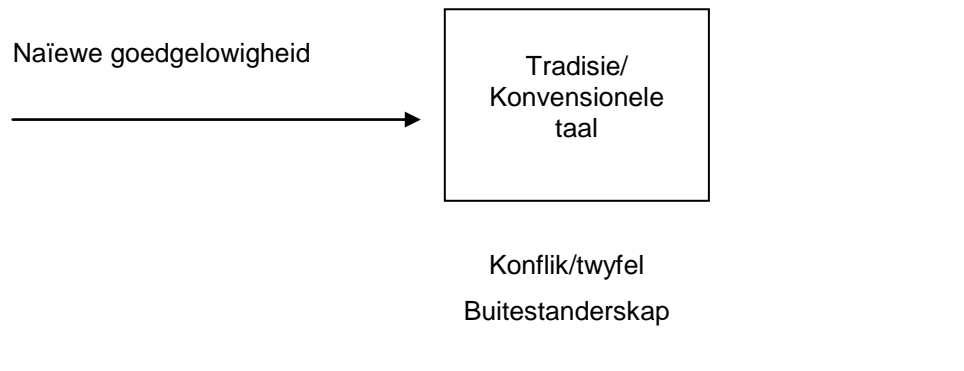 Naïewe goedgelowigheid
Tradisie/
Konvensionele
taal
Konflik/twyfel
Buitestanderskap